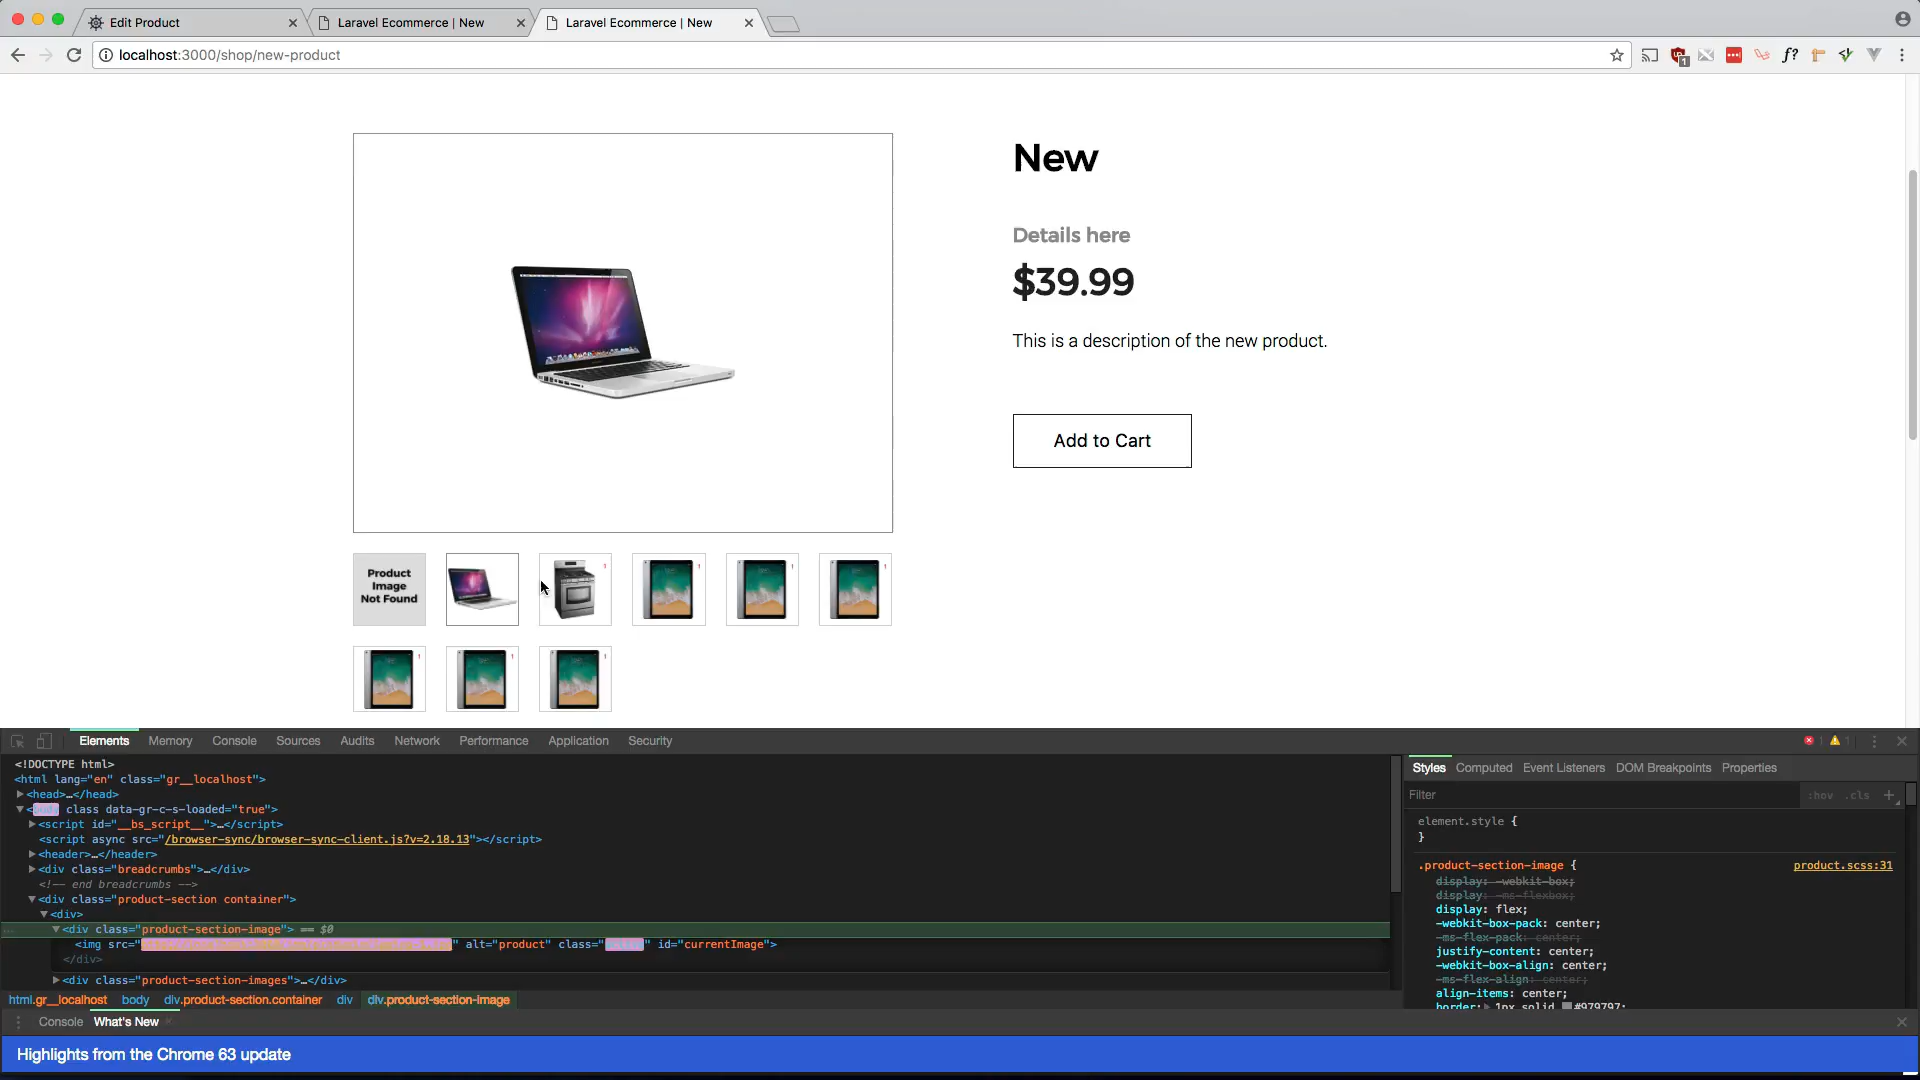 Edit Product
Laravel Ecommerce | New
Laravel Ecommerce | New
localhost:3000/shop/new-product
1
f?
New
Details here
$39.99
This is a description of the new product.
Add to Cart
Product
Image
Not Found
Elements Memory Console Sources Audits Network Performance Application Security
<!DOCTYPE html>
<html lang="en" class="gr__localhost">
<head>…</head>
< class data-gr-c-s-loaded="true">
<script id="__bs_script__">…</script>
<script async src="/browser-sync/browser-sync-client.js?v=2.18.13"></script>
<header>…</header>
<div class="breadcrumbs">…</div>
<!-- end breadcrumbs -->
<div class="product-section container">
<div>
<div class="product-section-image"> == $0
<img src="" alt="product" class="" id="currentImage">
</div>
<div class="product-section-images">…</div>
html.gr__localhost body div.product-section.container div div.product-section-image
Styles Computed Event Listeners DOM Breakpoints Properties
Filter :hov .cls +
element.style {
}
.product-section-image { product.scss:31
display: -webkit-box;
display: -ms-flexbox;
display: flex;
-webkit-box-pack: center;
-ms-flex-pack: center;
justify-content: center;
-webkit-box-align: center;
-ms-flex-align: center;
align-items: center;
border: 1px solid #979797;
Console What's New
Highlights from the Chrome 63 update